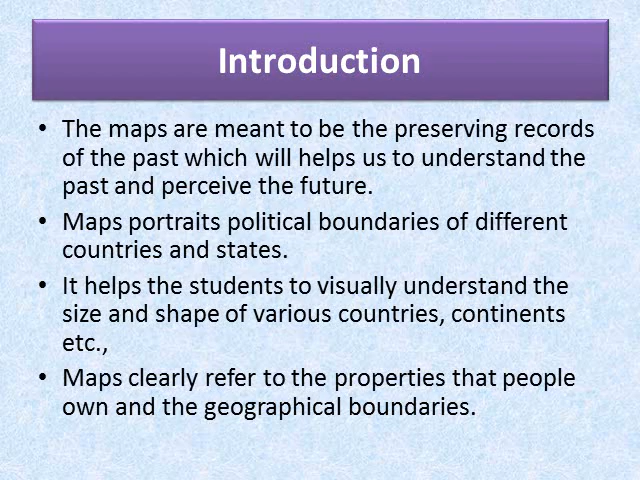 Introduction
• The maps are meant to be the preserving records
of the past which will helps us to understand the
past and perceive the future.
• Maps portraits political boundaries of different
countries and states.
• It helps the students to visually understand the
size and shape of various countries, continents
etc.,
• Maps clearly refer to the properties that people
own and the geographical boundaries.